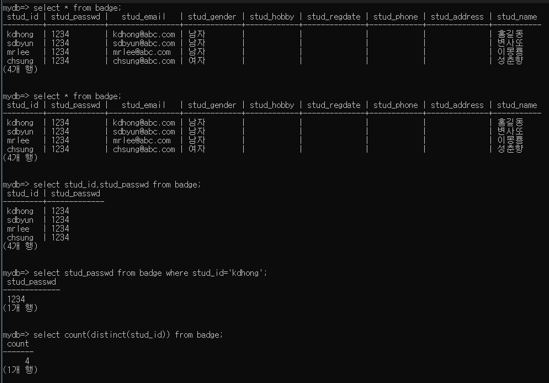 mydb=> select * from badge;
 stud_id | stud_passwd |   stud_email   | stud_gender | stud_hobby | stud_regdate | stud_phone | stud_address | stud_name
---------+-------------+----------------+-------------+------------+--------------+------------+--------------+-----------
 kdhong  | 1234        | kdhong@abc.com | 남자        |            |              |            |              | 홍길동
 sdbyun  | 1234        | sdbyun@abc.com | 남자        |            |              |            |              | 변사또
 mrlee   | 1234        | mrlee@abc.com  | 남자        |            |              |            |              | 이몽룡
 chsung  | 1234        | chsung@abc.com | 여자        |            |              |            |              | 성춘향
(4개 행)
mydb=> select * from badge;
 stud_id | stud_passwd |   stud_email   | stud_gender | stud_hobby | stud_regdate | stud_phone | stud_address | stud_name
---------+-------------+----------------+-------------+------------+--------------+------------+--------------+-----------
 kdhong  | 1234        | kdhong@abc.com | 남자        |            |              |            |              | 홍길동
 sdbyun  | 1234        | sdbyun@abc.com | 남자        |            |              |            |              | 변사또
 mrlee   | 1234        | mrlee@abc.com  | 남자        |            |              |            |              | 이몽룡
 chsung  | 1234        | chsung@abc.com | 여자        |            |              |            |              | 성춘향
(4개 행)
mydb=> select stud_id,stud_passwd from badge;
 stud_id | stud_passwd
---------+-------------
 kdhong  | 1234
 sdbyun  | 1234
 mrlee   | 1234
 chsung  | 1234
(4개 행)
mydb=> select stud_passwd from badge where stud_id='kdhong';
 stud_passwd
-------------
 1234
(1개 행)
mydb=> select count(distinct(stud_id)) from badge;
 count
-------
     4
(1개 행)